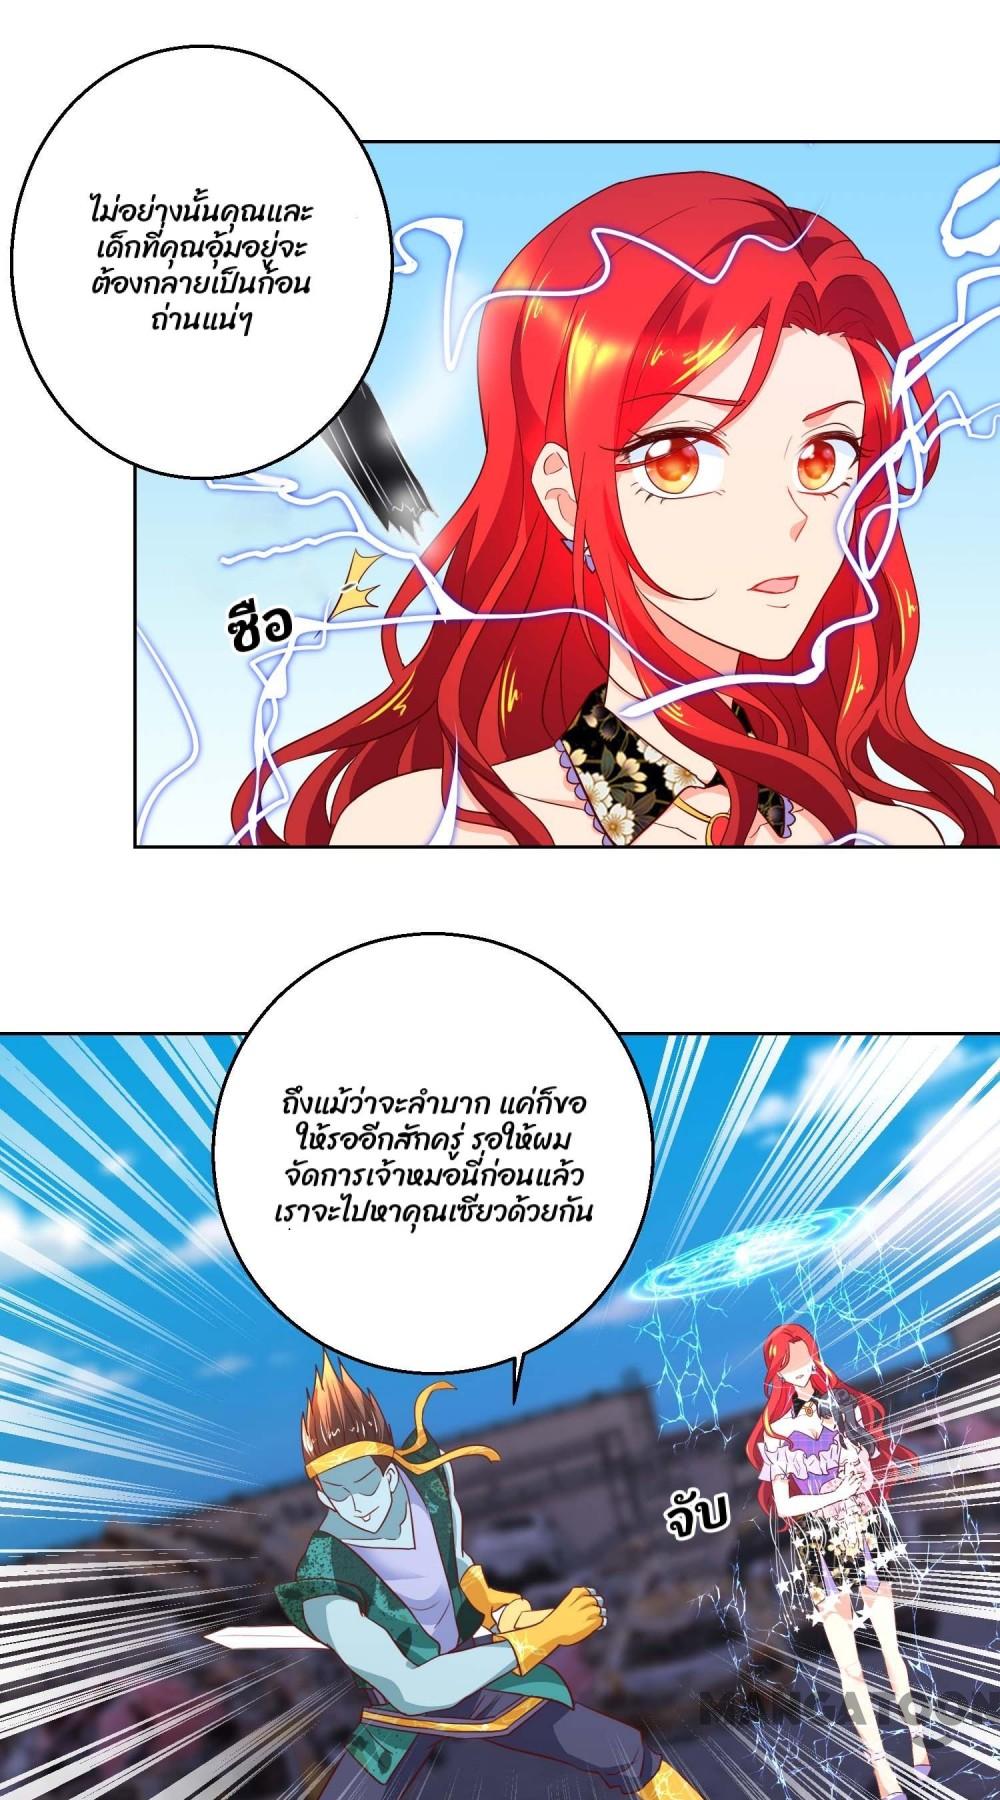 ไม่อย่างนั้นคุณและ
เด็กที่คุณอุ้มอยู่จะ
ต้องกลายเป็นก้อน
ถ่านแน่ๆ
ซือ
ถึงแม้ว่าจะลำบาก แค่ก็ขอ
ให้รออีกสักครู่ รอให้ผม
จัดการเจ้าหมอนี่ก่อนแล้ว
เราจะไปหาคุณเซียวด้วยกัน
จับ
MANGATOON